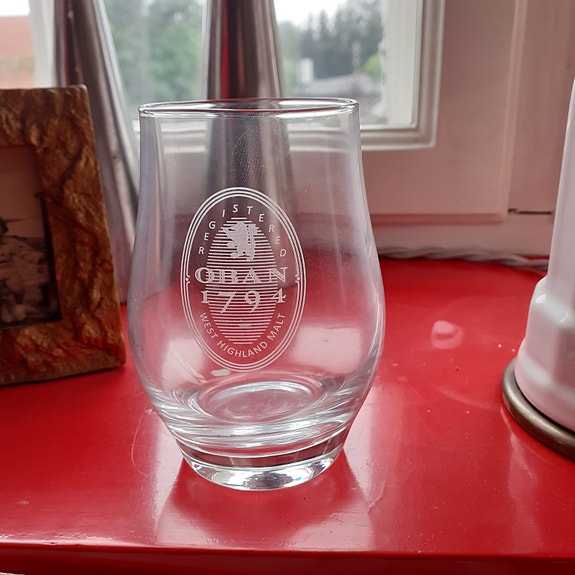 REGISTERED
OBAN
1794
WEST HIGHLAND MALT